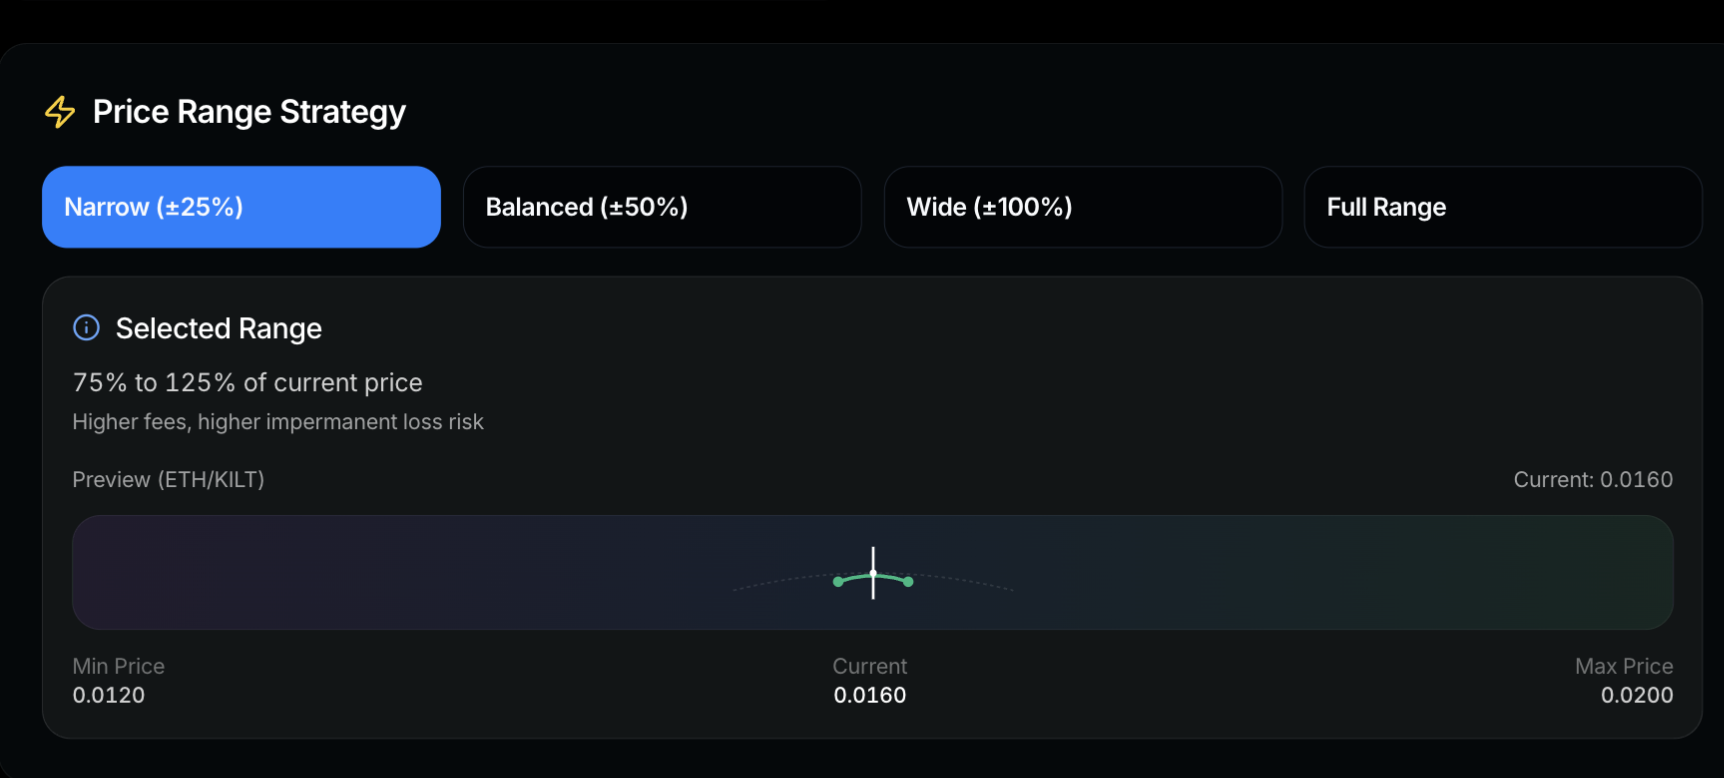 Price Range Strategy
Narrow (±25%)
Balanced (±50%)
Wide (±100%)
Full Range
Selected Range
75% to 125% of current price
Higher fees, higher impermanent loss risk
Preview (ETH/KILT)
Current: 0.0160
Min Price
Current
Max Price
0.0120
0.0160
0.0200